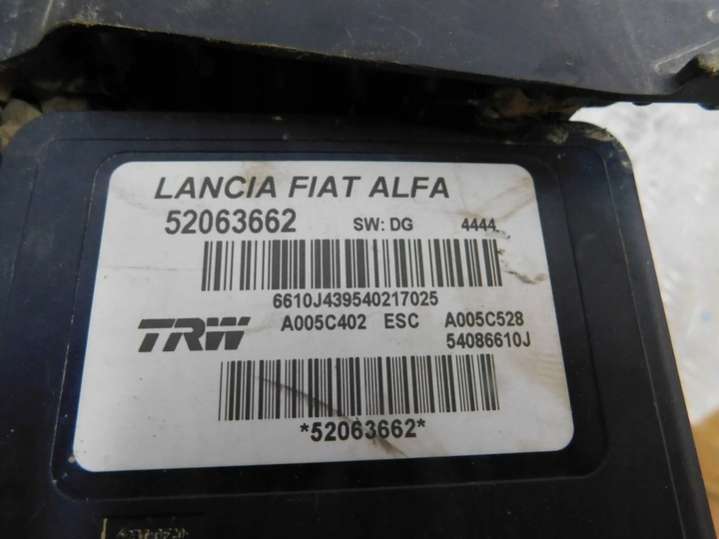 LANCIA FIAT ALFA
52063662 SW: DG 4444
6610J439540217025
TRW A005C402 ESC A005C528
54086610J
*52063662*